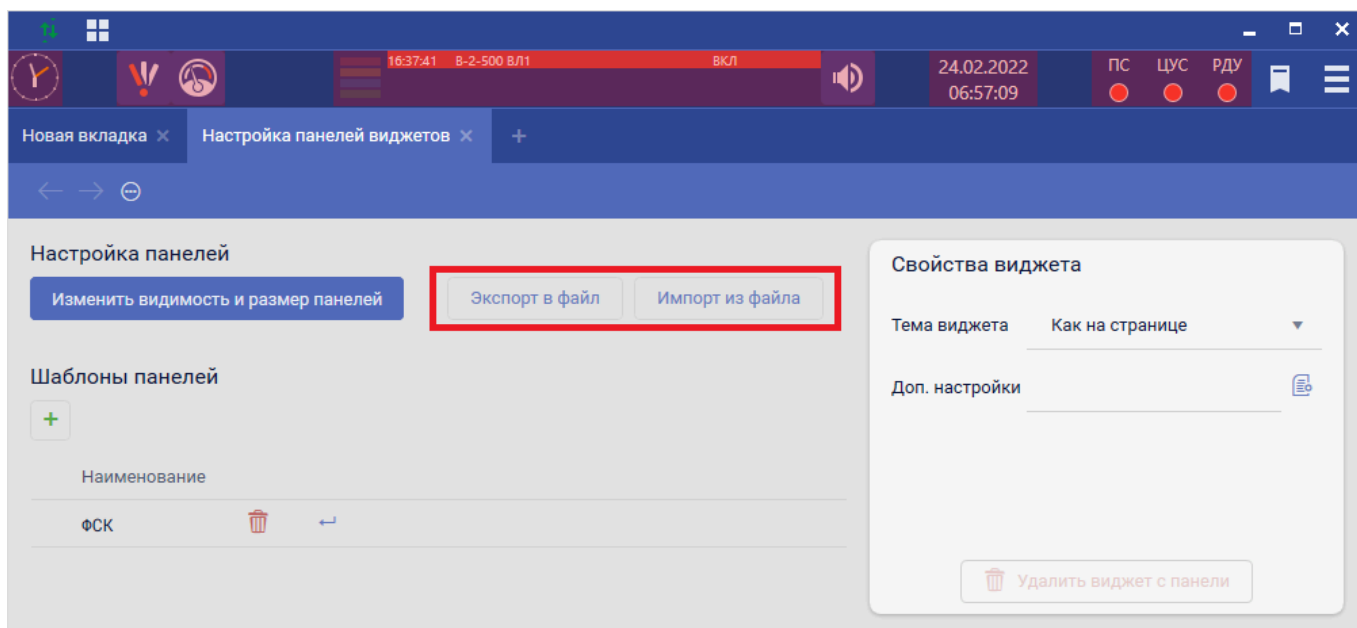 16:37:41 В-2-500 ВЛ1 ВКЛ
24.02.2022
06:57:09
ПС ЦУС РДУ
Новая вкладка
Настройка панелей виджетов
Настройка панелей
Изменить видимость и размер панелей
Экспорт в файл
Импорт из файла
Шаблоны панелей
Наименование
ФСК
Свойства виджета
Тема виджета Как на странице
Доп. настройки
Удалить виджет с панели